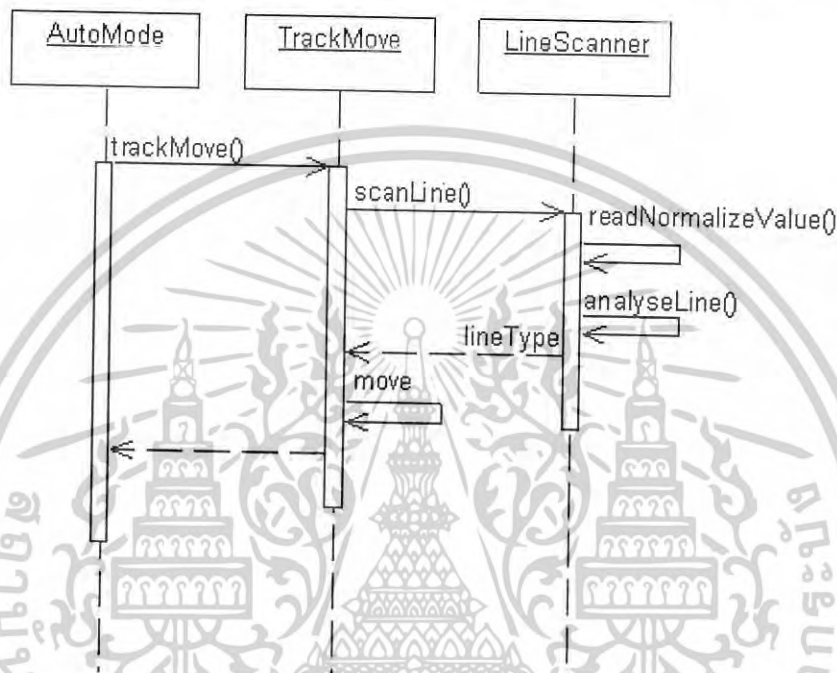 AutoMode
TrackMove
LineScanner
trackMove()
scanLine()
readNormalizeValue()
analyseLine()
lineType
move